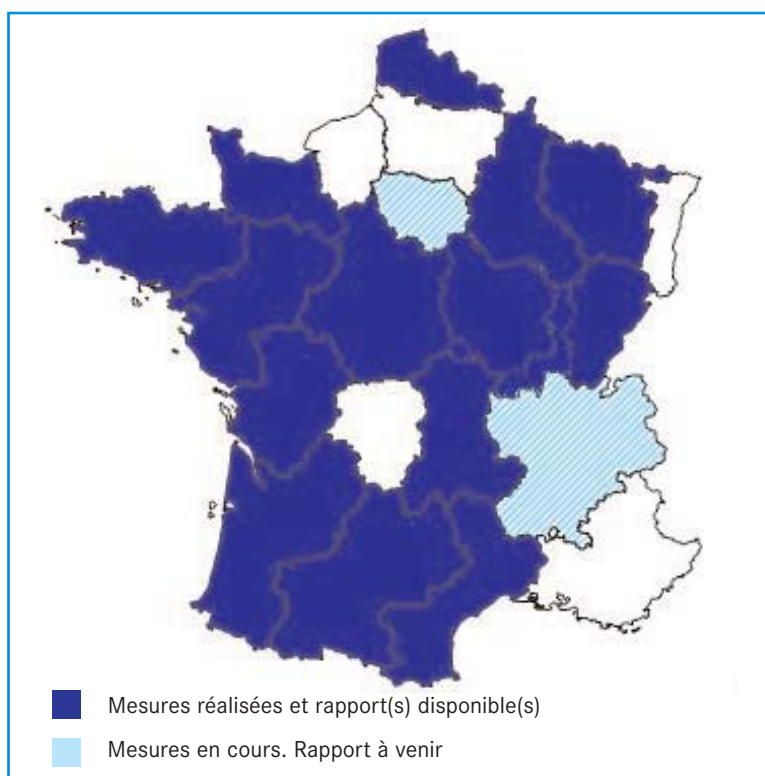 Mesures réalisées et rapport(s) disponible(s)
Mesures en cours. Rapport à venir